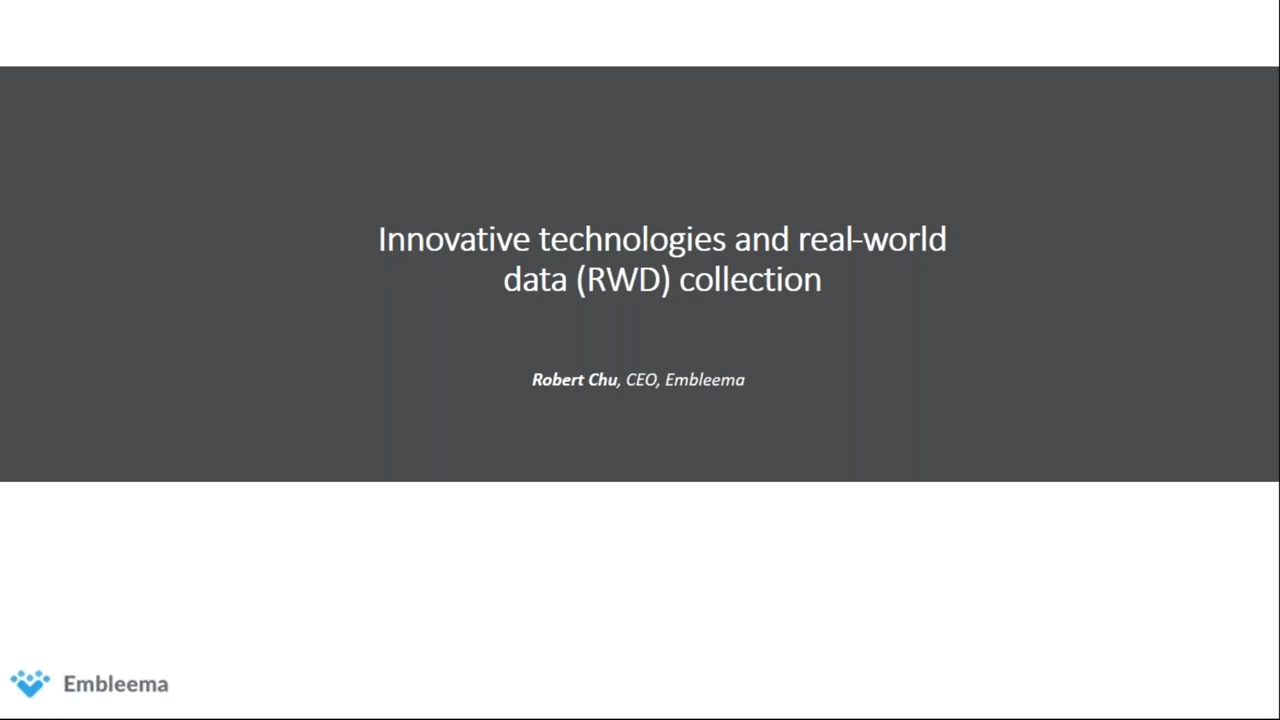 Innovative technologies and real-world
data (RWD) collection
Robert Chu, CEO, Embleema
Embleema